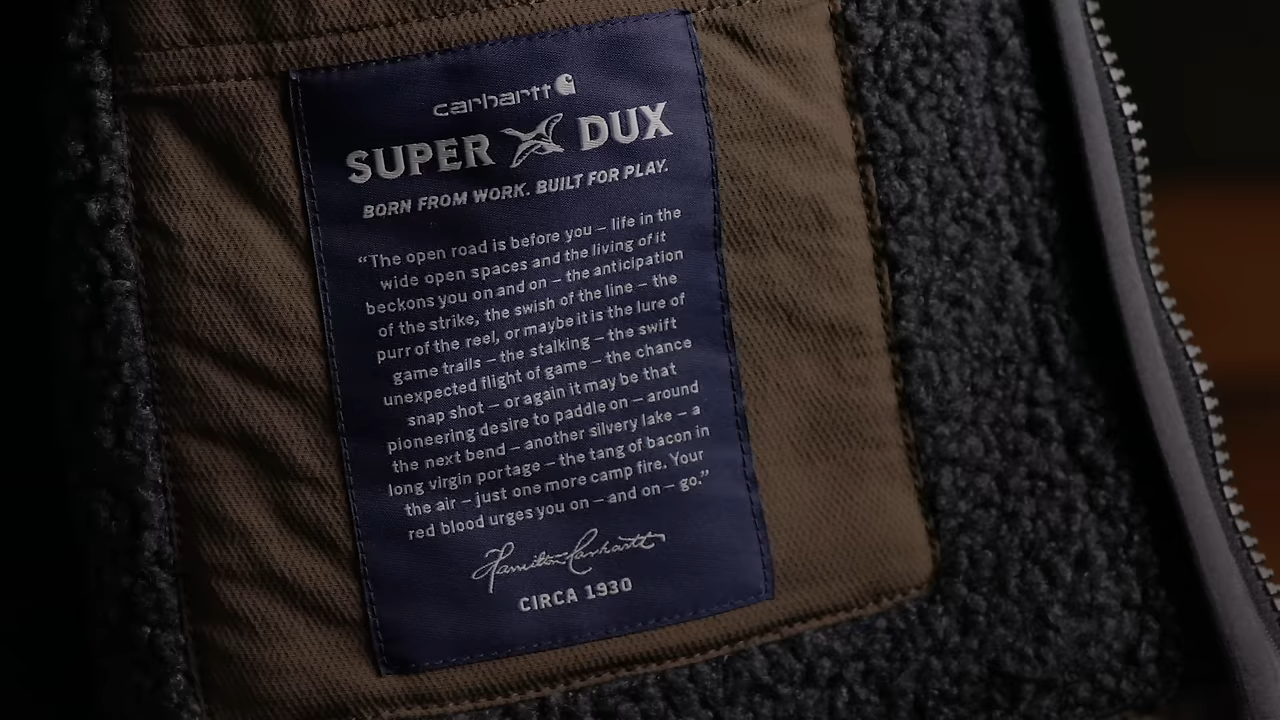 carhartt
SUPER DUX
BORN FROM WORK. BUILT FOR PLAY.
“The open road is before you – life in the
wide open spaces and the living of it
beckons you on and on – the anticipation
of the strike, the swish of the line – the
purr of the reel, or maybe it is the lure of
game trails – the stalking – the swift
unexpected flight of game – the chance
snap shot – or again it may be that
pioneering desire to paddle on – around
the next bend – another silvery lake – a
long virgin portage – the tang of bacon in
the air – just one more camp fire. Your
red blood urges you on – and on – go.”
Hamilton Carhartt
CIRCA 1930